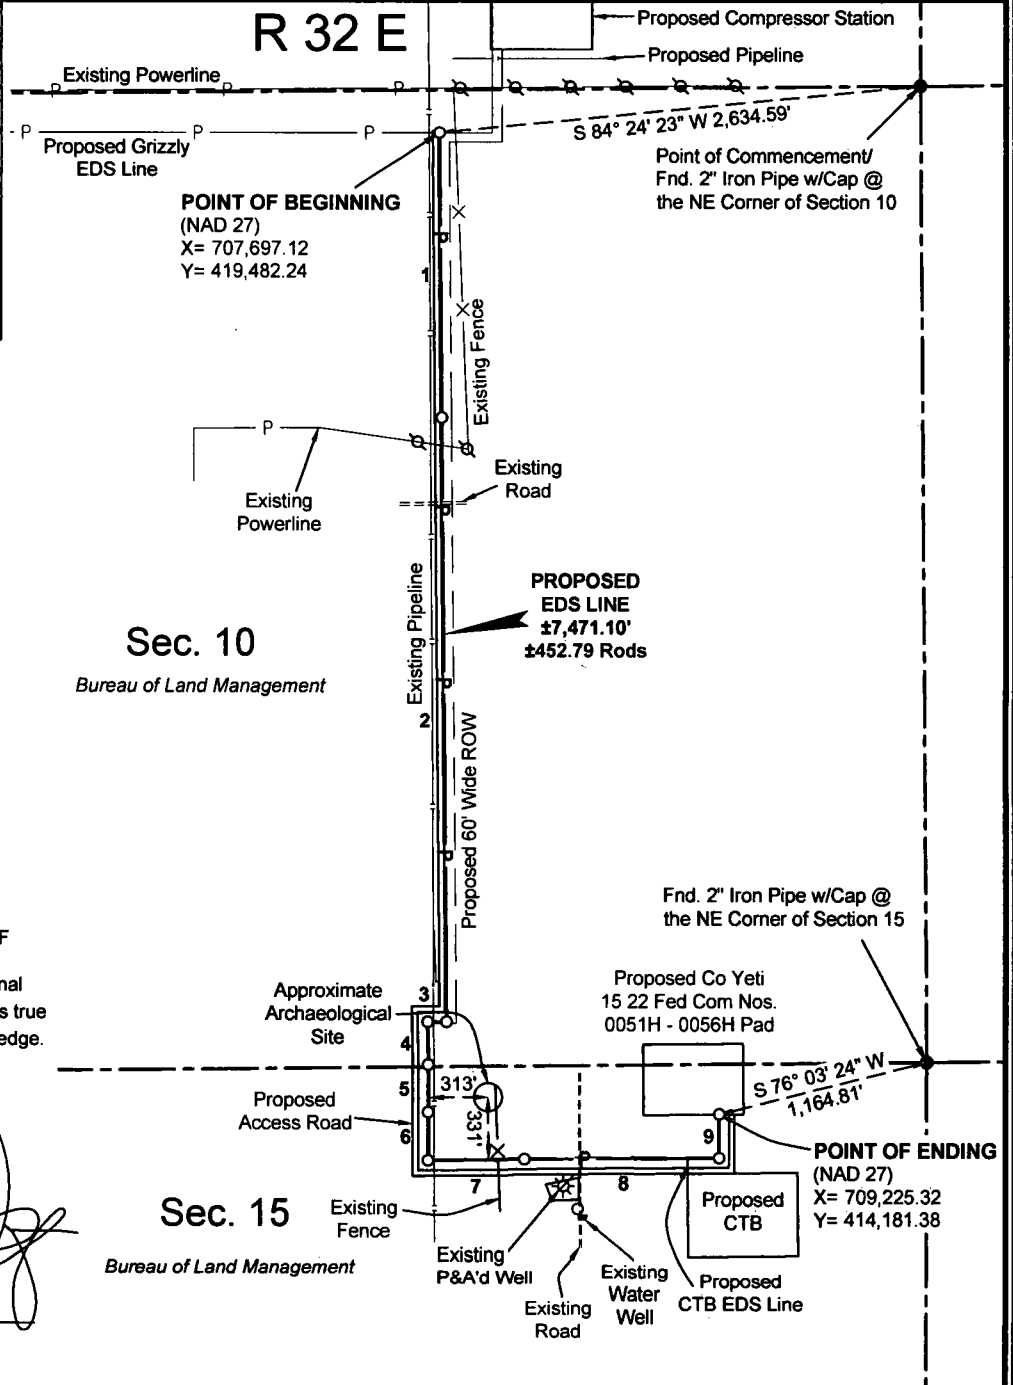 R 32 E
Proposed Compressor Station
Proposed Pipeline
Existing Powerline
P P P
P P P
S 84° 24' 23" W 2,634.59'
Proposed Grizzly
EDS Line
Point of Commencement/
Fnd. 2" Iron Pipe w/Cap @
the NE Corner of Section 10
POINT OF BEGINNING
(NAD 27)
X= 707,697.12
Y= 419,482.24
P
1
Existing Fence
P
Existing
Powerline
Existing
Road
P
PROPOSED
EDS LINE
±7,471.10'
±452.79 Rods
Existing Pipeline
Sec. 10
Bureau of Land Management
P
2
Proposed 60' Wide ROW
P
Fnd. 2" Iron Pipe w/Cap @
the NE Corner of Section 15
F
nal
s true
edge.
Approximate
Archaeological
Site
3
4
Proposed Co Yeti
15 22 Fed Com Nos.
0051H - 0056H Pad
S 76° 03' 24" W
1,164.81'
5
313'
331'
Proposed
Access Road
6
9
POINT OF ENDING
(NAD 27)
X= 709,225.32
Y= 414,181.38
P
7
8
Sec. 15
Bureau of Land Management
Existing
Fence
Proposed
CTB
Existing
P&A'd Well
Existing
Water
Well
Proposed
CTB EDS Line
Existing
Road